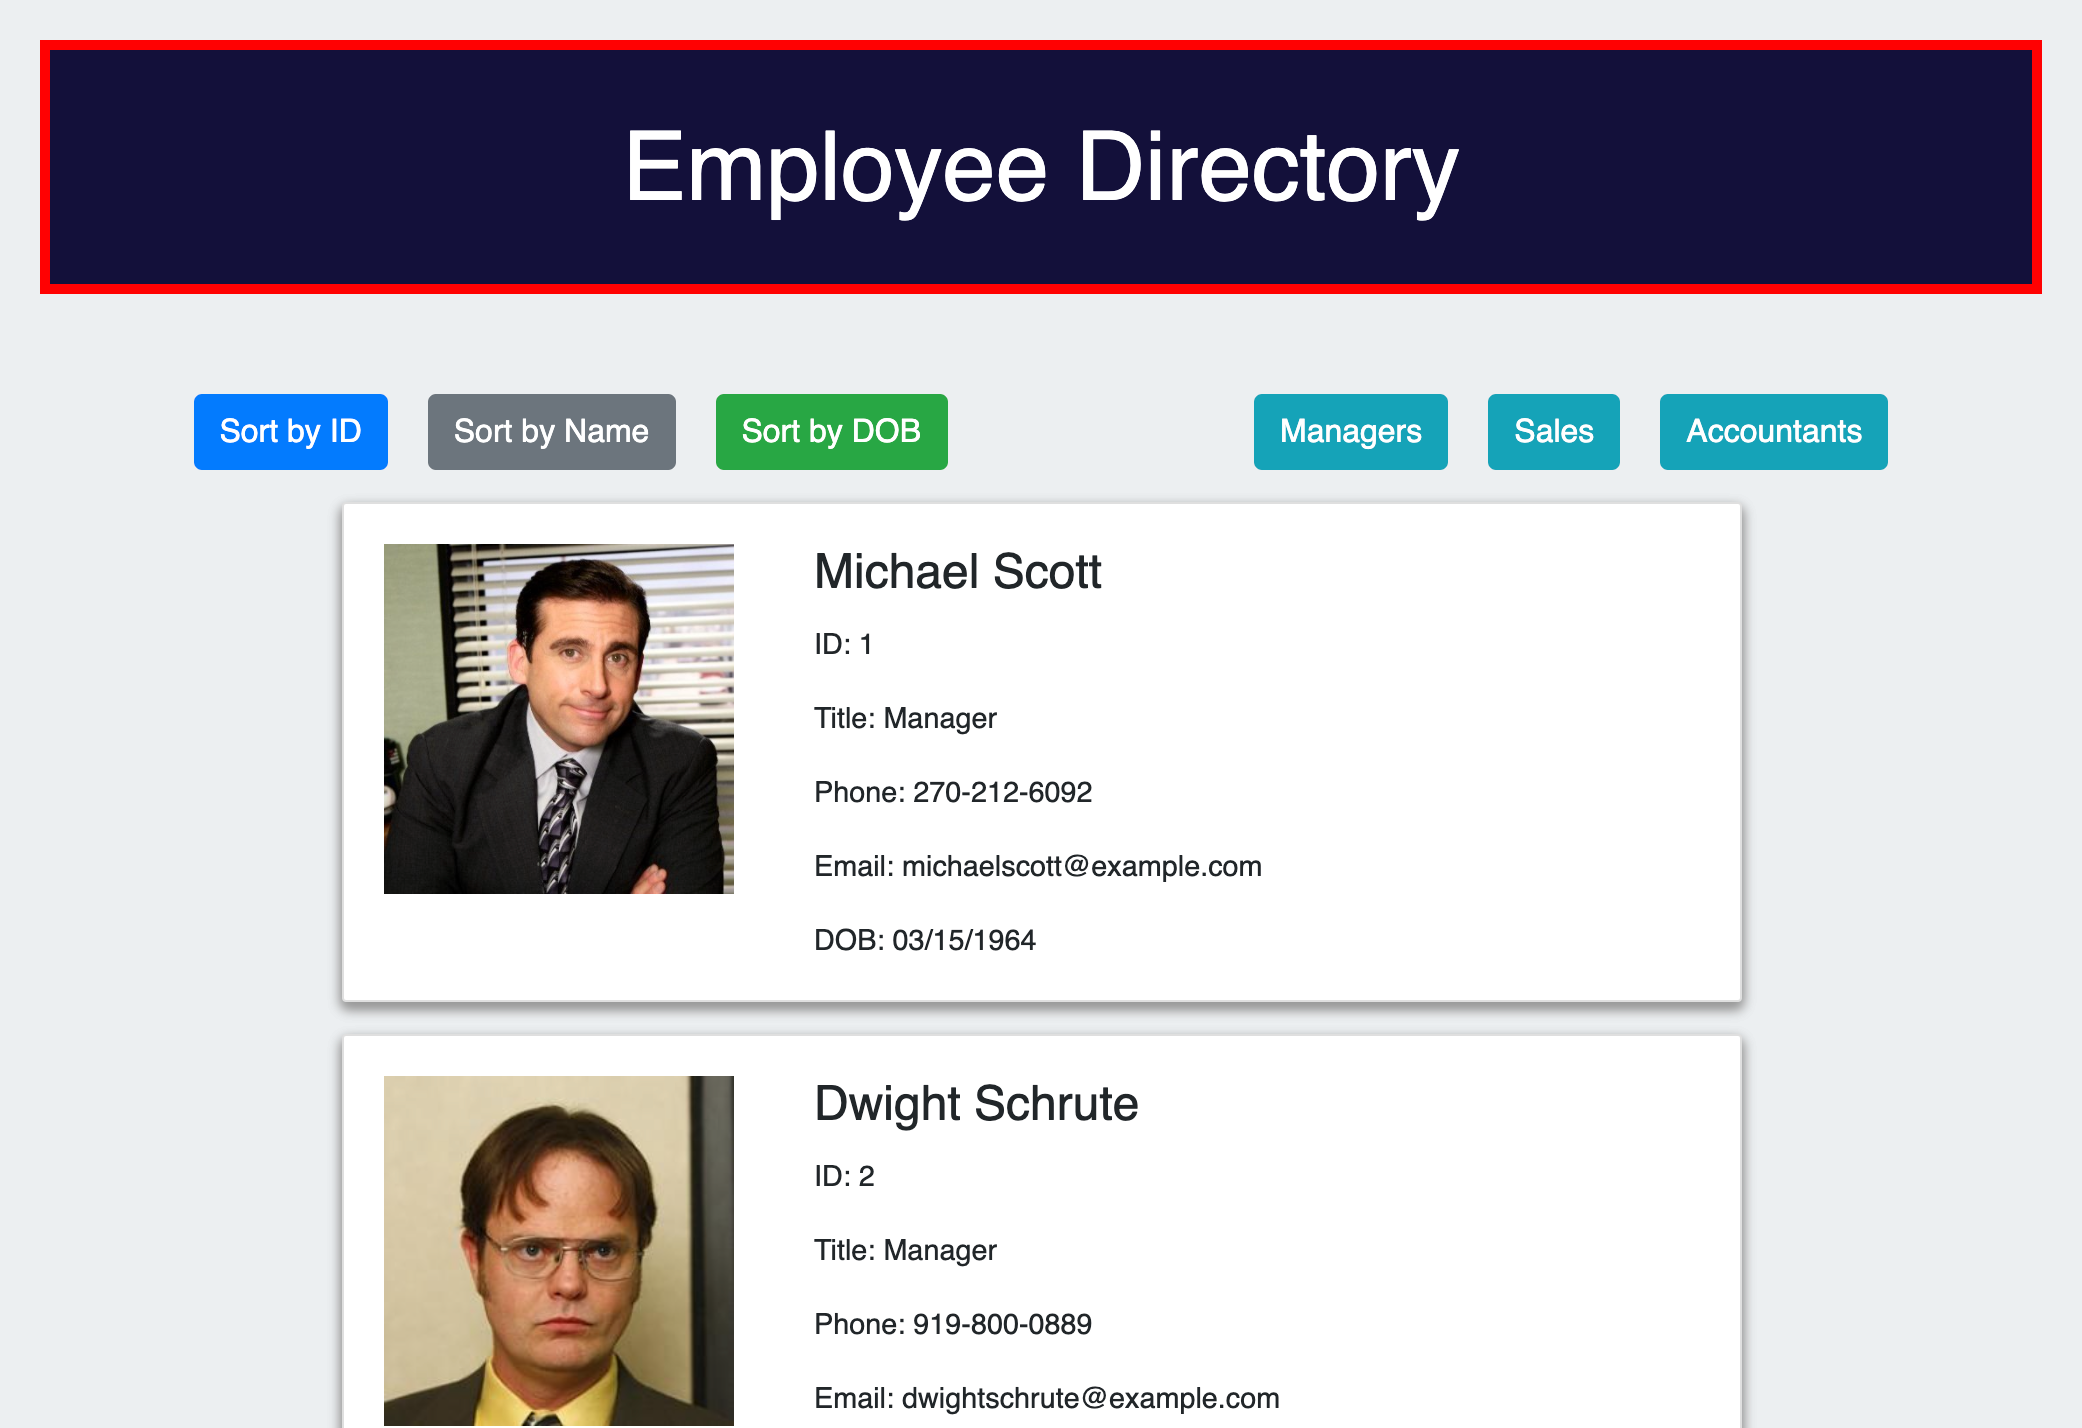 Employee Directory
Sort by ID Sort by Name Sort by DOB Managers Sales Accountants
Michael Scott
ID: 1
Title: Manager
Phone: 270-212-6092
Email: michaelscott@example.com
DOB: 03/15/1964
Dwight Schrute
ID: 2
Title: Manager
Phone: 919-800-0889
Email: dwightschrute@example.com